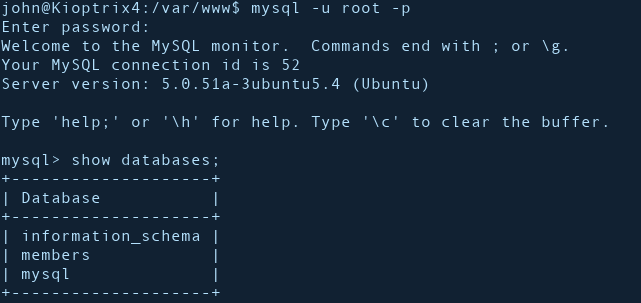 john@Kioptrix4:/var/www$ mysql -u root -p
Enter password:
Welcome to the MySQL monitor.  Commands end with ; or \g.
Your MySQL connection id is 52
Server version: 5.0.51a-3ubuntu5.4 (Ubuntu)

Type 'help;' or '\h' for help. Type '\c' to clear the buffer.

mysql> show databases;
+--------------------+
| Database           |
+--------------------+
| information_schema |
| members            |
| mysql              |
+--------------------+